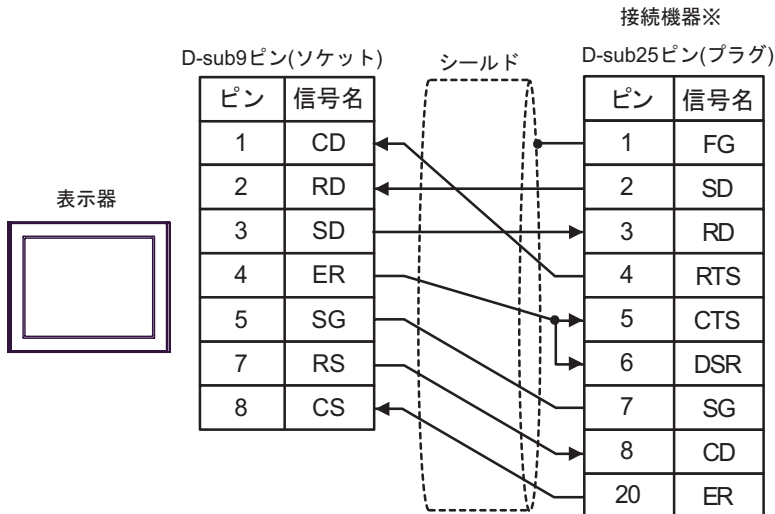 接続機器※
D-sub9ピン(ソケット)
シールド
D-sub25ピン(プラグ)
表示器
ピン 信号名
1 CD
2 RD
3 SD
4 ER
5 SG
7 RS
8 CS
ピン 信号名
1 FG
2 SD
3 RD
4 RTS
5 CTS
6 DSR
7 SG
8 CD
20 ER